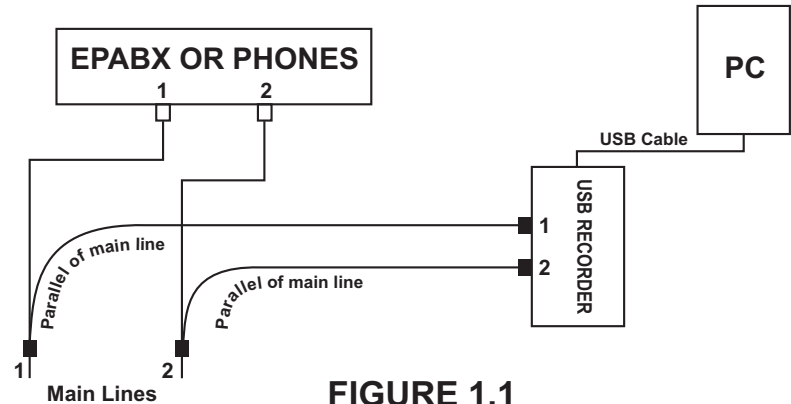 EPABX OR PHONES
1 2
PC
USB Cable
USB RECORDER
1
2
Parallel of main line
Parallel of main line
1 2
Main Lines
FIGURE 1.1